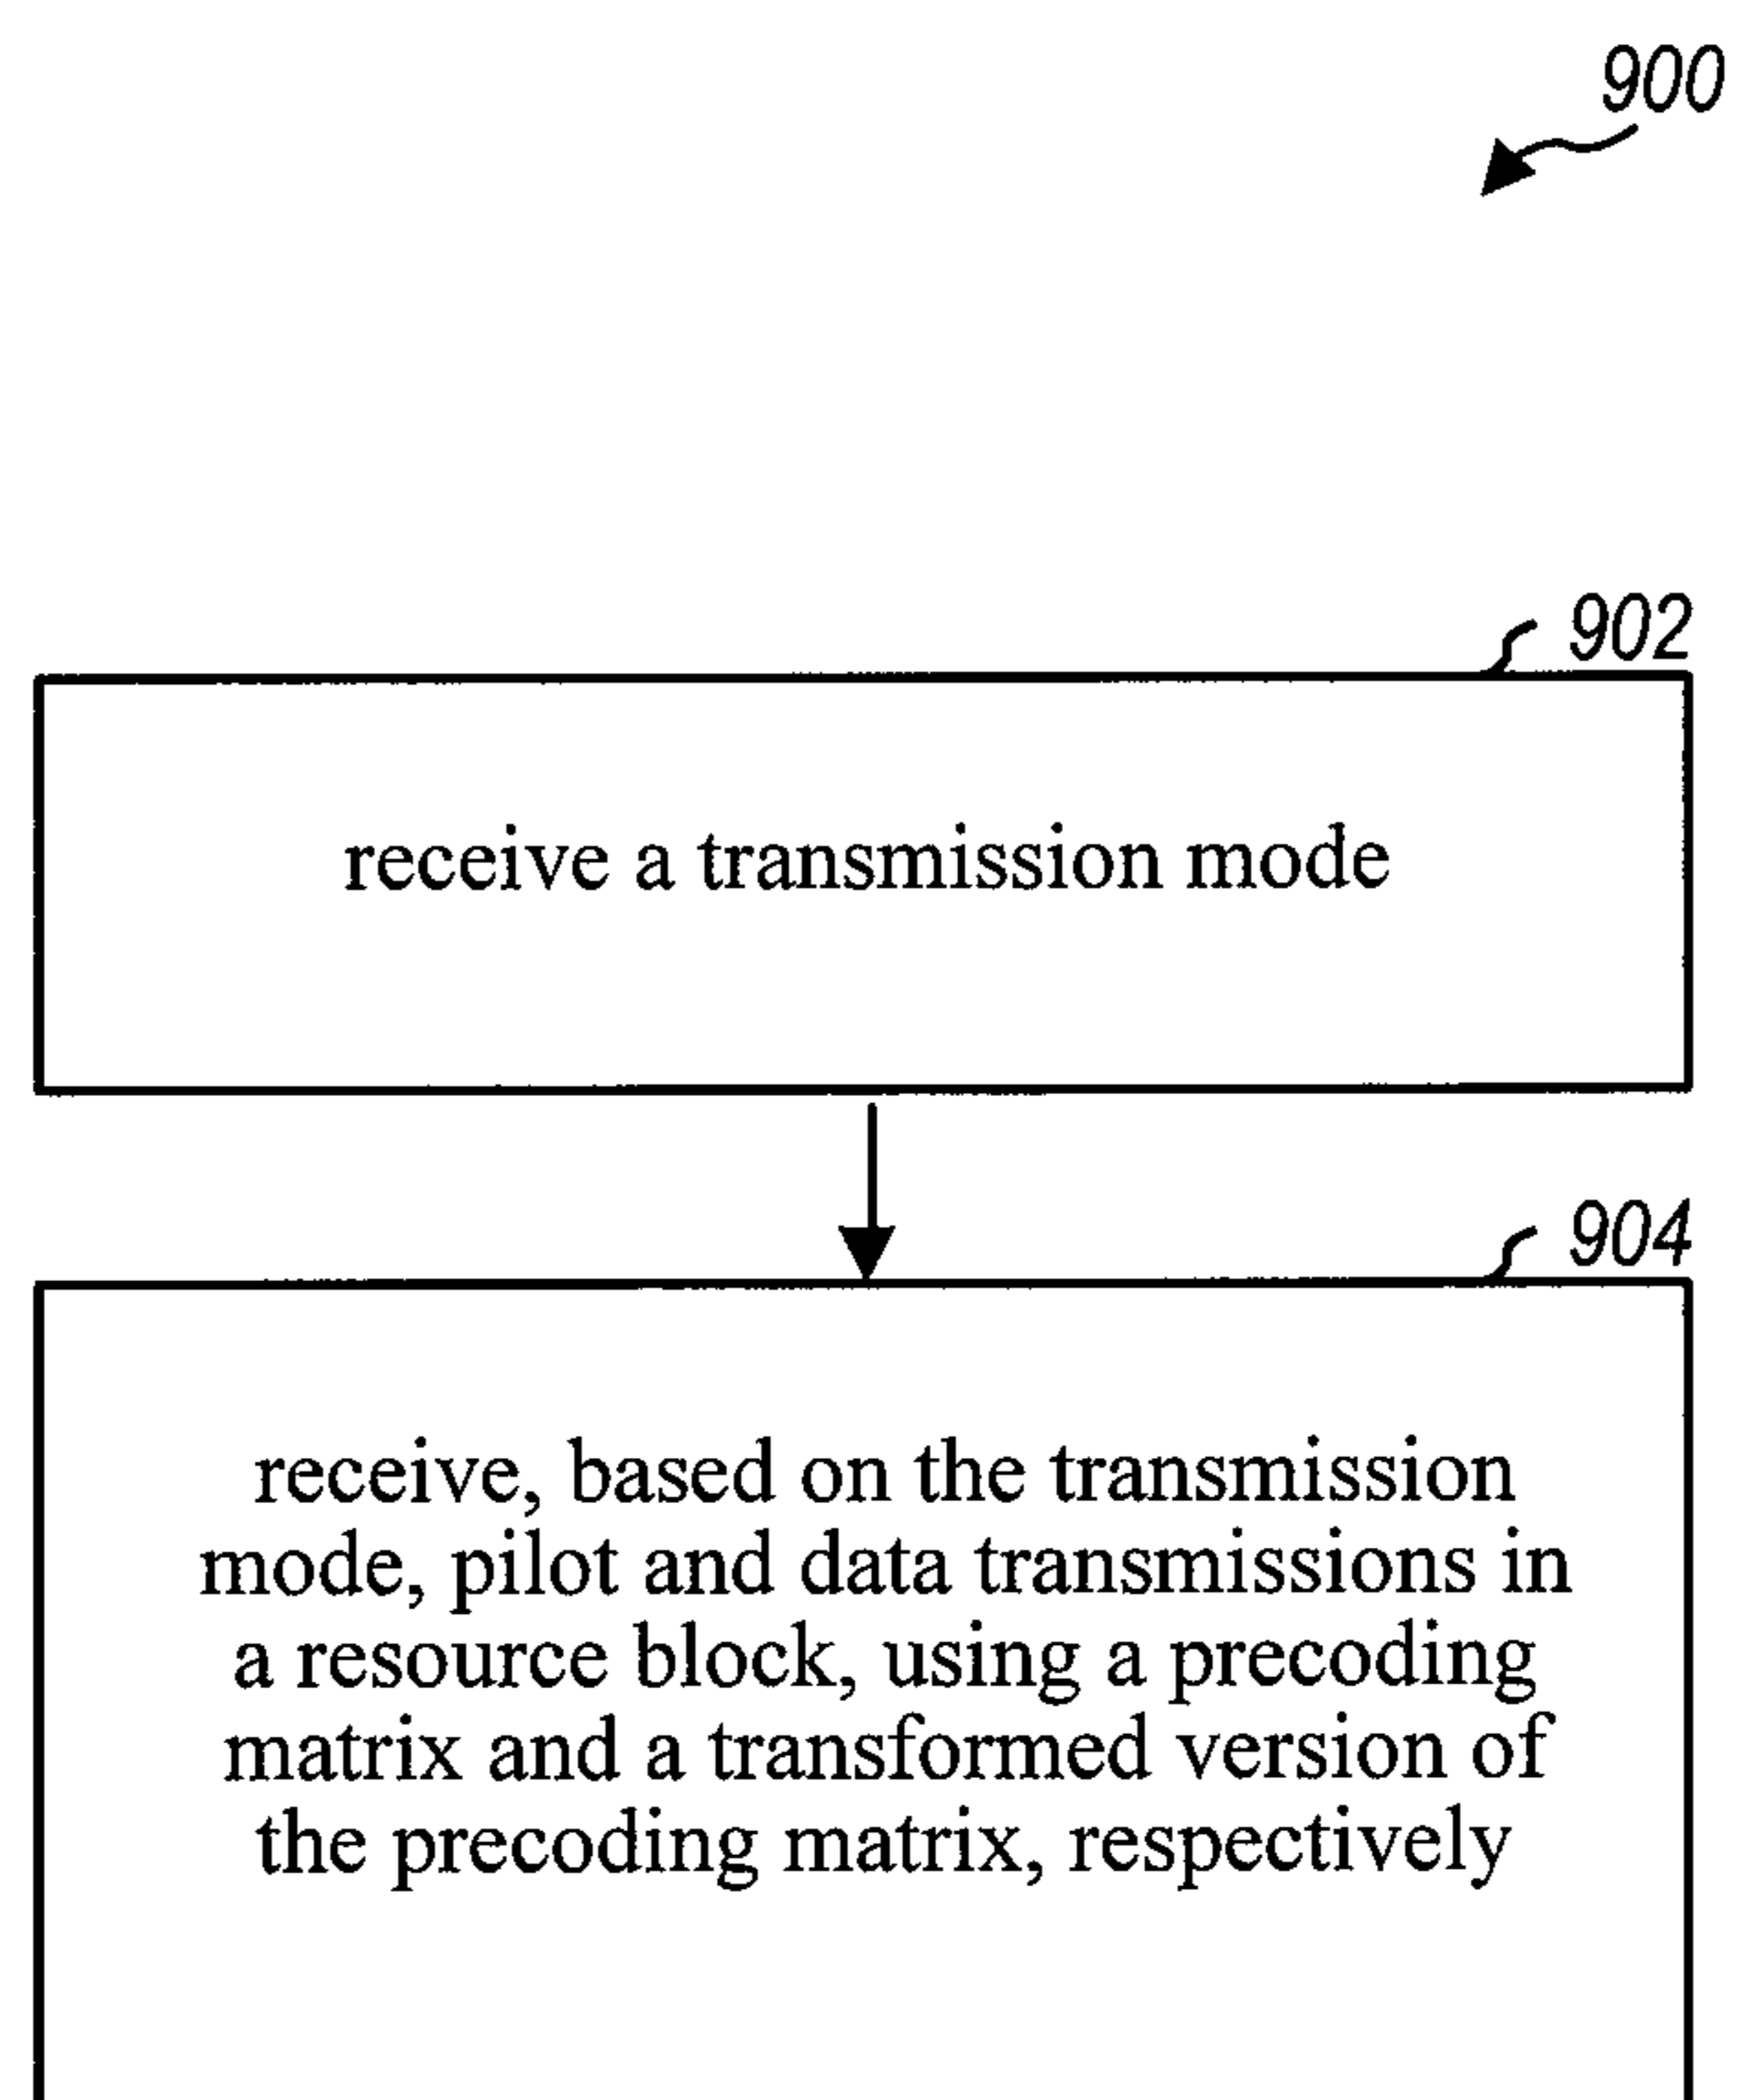 900
902
receive a transmission mode
904
receive, based on the transmission
mode, pilot and data transmissions in
a resource block, using a precoding
matrix and a transformed version of
the precoding matrix, respectively